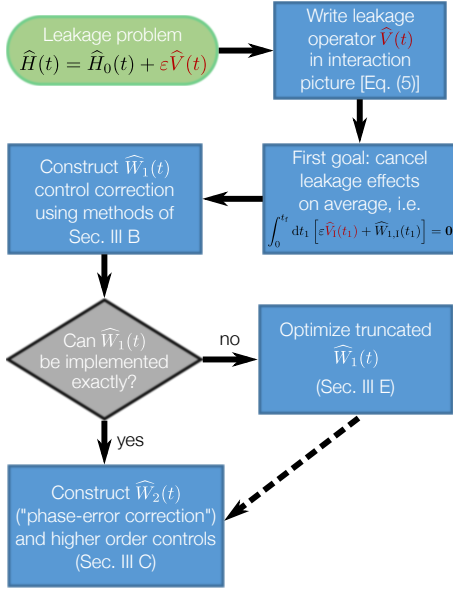 Leakage problem
Ĥ(t) = Ĥ₀(t) + εV̂(t)
Write leakage
operator V̂(t)
in interaction
picture [Eq. (5)]
First goal: cancel
leakage effects
on average, i.e.
∫₀^{t_f} dt₁ [εV̂_I(t₁) + Ŵ_{1,I}(t₁)] = 0
Construct Ŵ₁(t)
control correction
using methods of
Sec. III B
Can Ŵ₁(t)
be implemented
exactly?
no
Optimize truncated
Ŵ₁(t)
(Sec. III E)
yes
Construct Ŵ₂(t)
("phase-error correction")
and higher order controls
(Sec. III C)